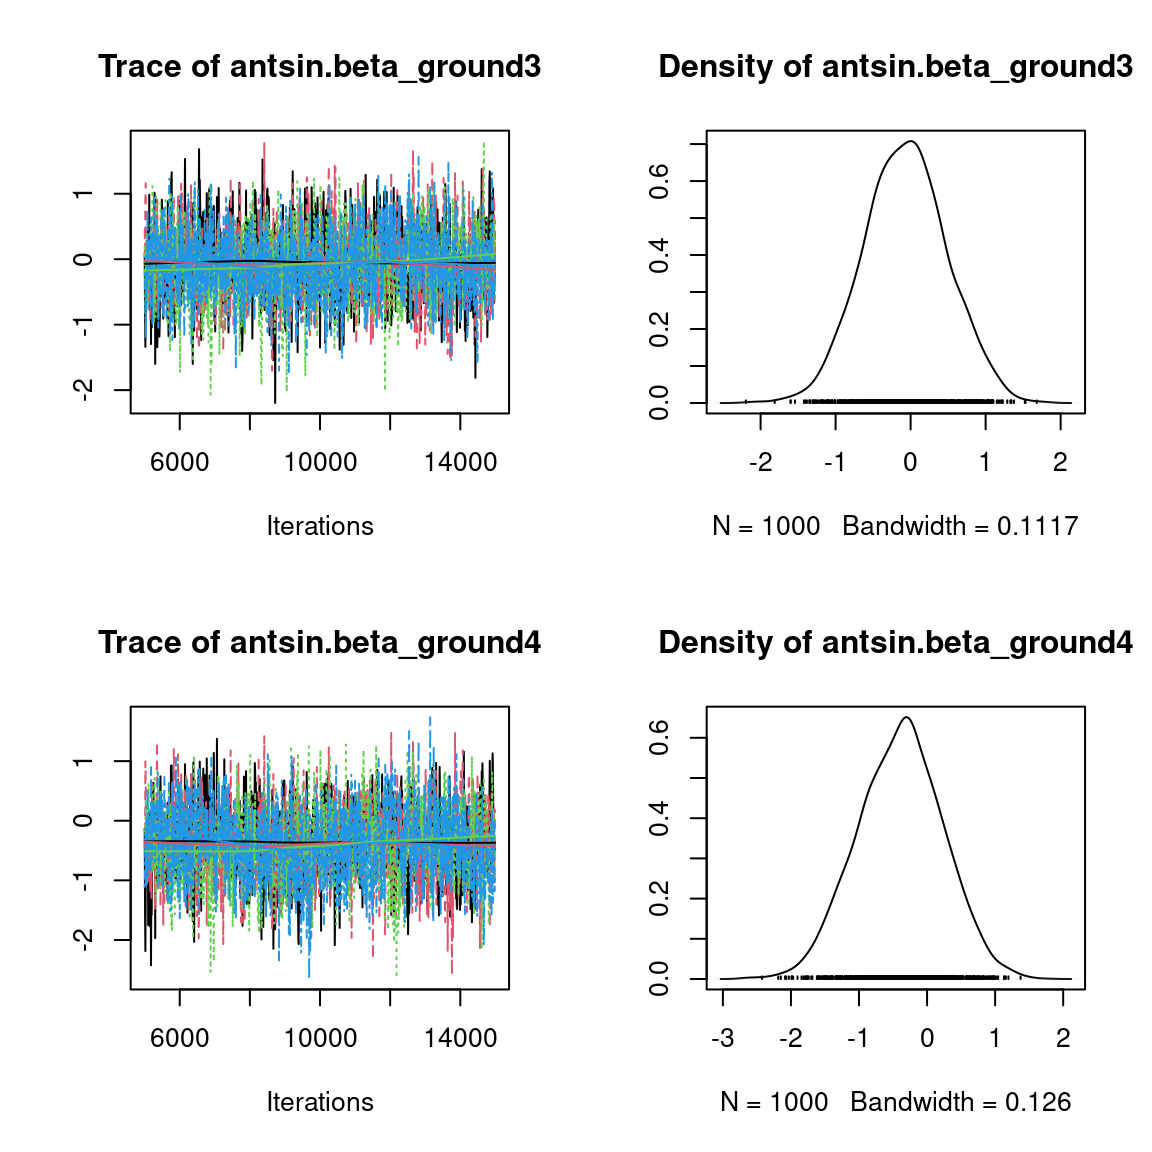 Trace of antsin.beta_ground3
1
0
-1
-2
6000 10000 14000
Iterations
Density of antsin.beta_ground3
0.6
0.4
0.2
0.0
-2 -1 0 1 2
N = 1000 Bandwidth = 0.1117
Trace of antsin.beta_ground4
1
0
-1
-2
6000 10000 14000
Iterations
Density of antsin.beta_ground4
0.6
0.4
0.2
0.0
-3 -2 -1 0 1 2
N = 1000 Bandwidth = 0.126